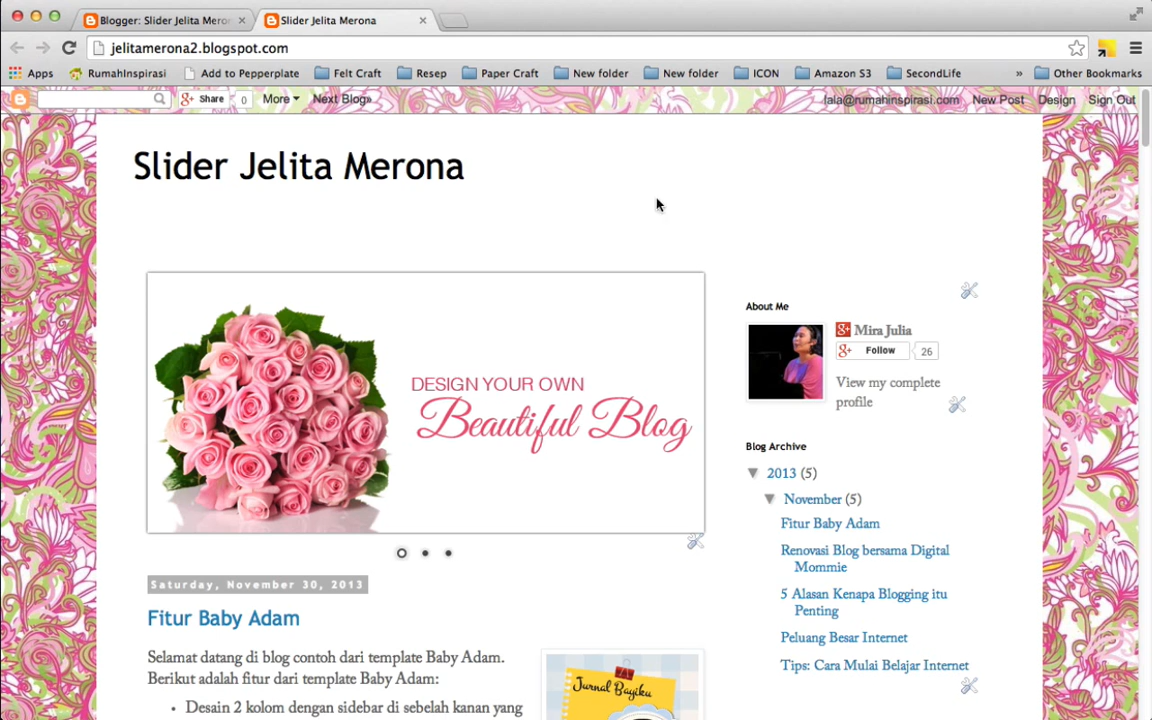 Blogger: Slider Jelita Meron
Slider Jelita Merona
jelitamerona2.blogspot.com
Apps RumahInspirasi Add to Pepperplate Felt Craft Resep Paper Craft New folder New folder ICON Amazon S3 SecondLife » Other Bookmarks
Share 0 More Next Blog» lala@rumahinspirasi.com New Post Design Sign Out
Slider Jelita Merona
DESIGN YOUR OWN
Beautiful Blog
About Me
Mira Julia
Follow 26
View my complete
profile
Blog Archive
2013 (5)
November (5)
Fitur Baby Adam
Renovasi Blog bersama Digital
Mommie
5 Alasan Kenapa Blogging itu
Penting
Peluang Besar Internet
Tips: Cara Mulai Belajar Internet
Saturday, November 30, 2013
Fitur Baby Adam
Selamat datang di blog contoh dari template Baby Adam.
Berikut adalah fitur dari template Baby Adam:
• Desain 2 kolom dengan sidebar di sebelah kanan yang
Jurnal Bayiku